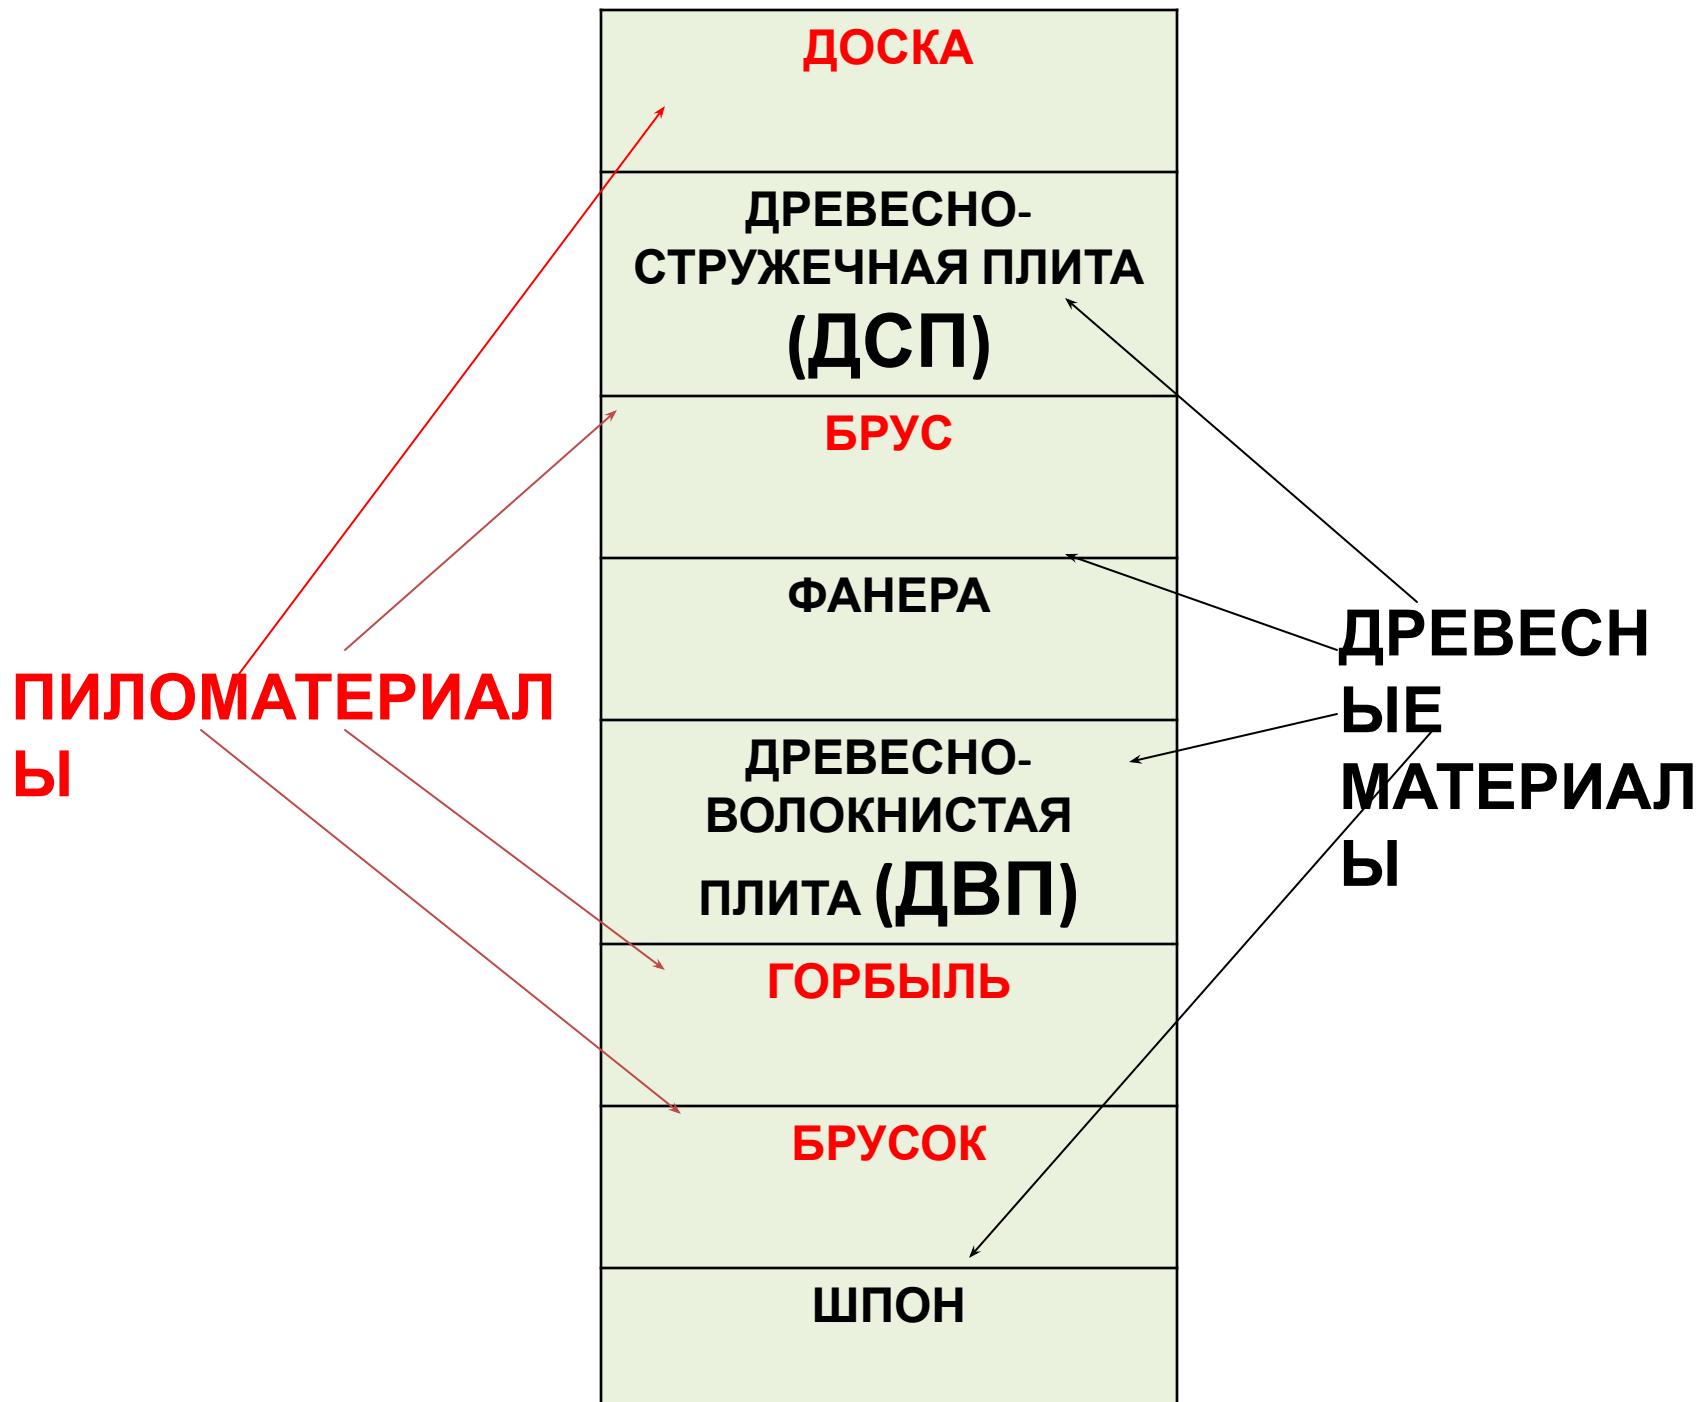 ДОСКА
ДРЕВЕСНО-
СТРУЖЕЧНАЯ ПЛИТА
(ДСП)
БРУС
ФАНЕРА
ДРЕВЕСНО-
ВОЛОКНИСТАЯ
ПЛИТА (ДВП)
ГОРБЫЛЬ
БРУСОК
ШПОН
ПИЛОМАТЕРИАЛ
Ы
ДРЕВЕСН
ЫЕ
МАТЕРИАЛ
Ы